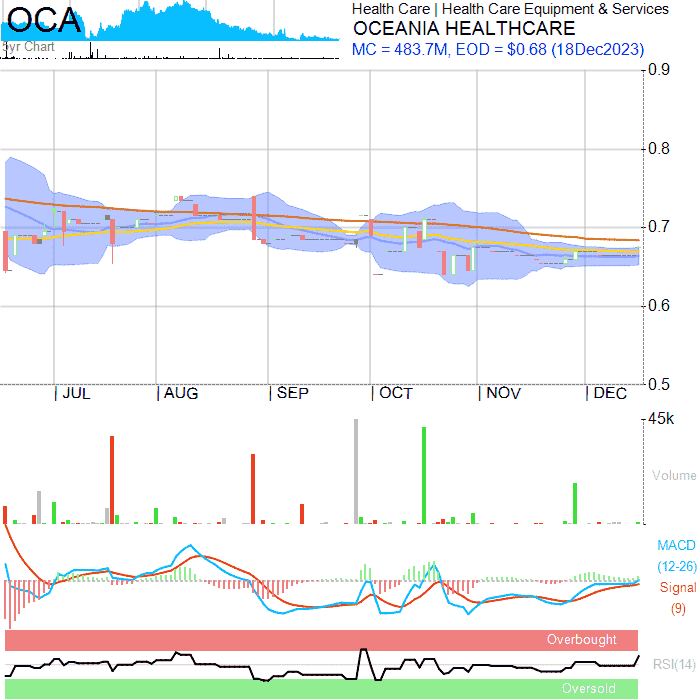 OCA
5yr Chart
Health Care | Health Care Equipment & Services
OCEANIA HEALTHCARE
MC = 483.7M, EOD = $0.68 (18Dec2023)
0.9
0.8
0.7
0.6
0.5
| JUL | AUG | SEP | OCT | NOV | DEC
45k
Volume
MACD
(12-26)
Signal
(9)
Overbought
RSI(14)
Oversold